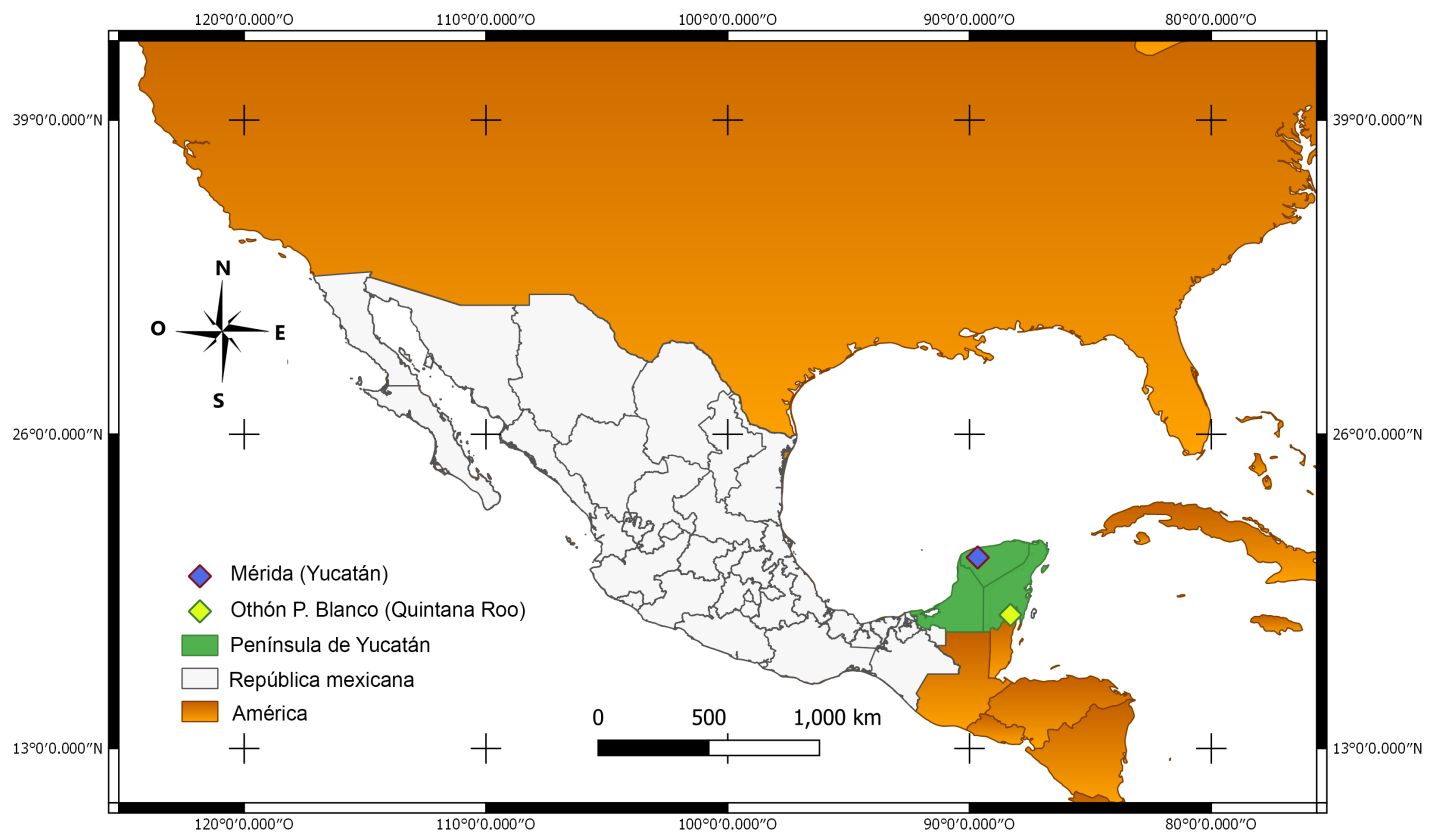 120°0′0.000″O 110°0′0.000″O 100°0′0.000″O 90°0′0.000″O 80°0′0.000″O
39°0′0.000″N 39°0′0.000″N
N
O E
S
26°0′0.000″N 26°0′0.000″N
Mérida (Yucatán)
Othón P. Blanco (Quintana Roo)
Península de Yucatán
República mexicana
América
0 500 1,000 km
13°0′0.000″N 13°0′0.000″N
120°0′0.000″O 110°0′0.000″O 100°0′0.000″O 90°0′0.000″O 80°0′0.000″O